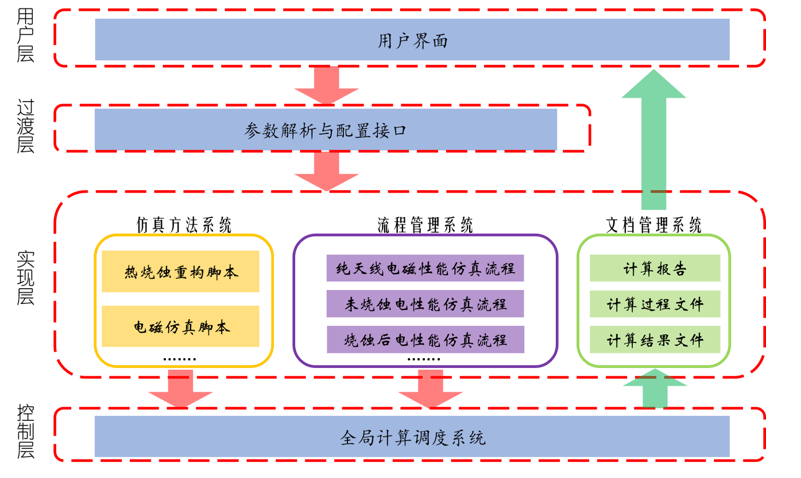 用户层
用户界面
过渡层
参数解析与配置接口
实现层
仿真方法系统
热烧蚀重构脚本
电磁仿真脚本
.......
流程管理系统
纯天线电磁性能仿真流程
未烧蚀电性能仿真流程
烧蚀后电性能仿真流程
.......
文档管理系统
计算报告
计算过程文件
计算结果文件
控制层
全局计算调度系统